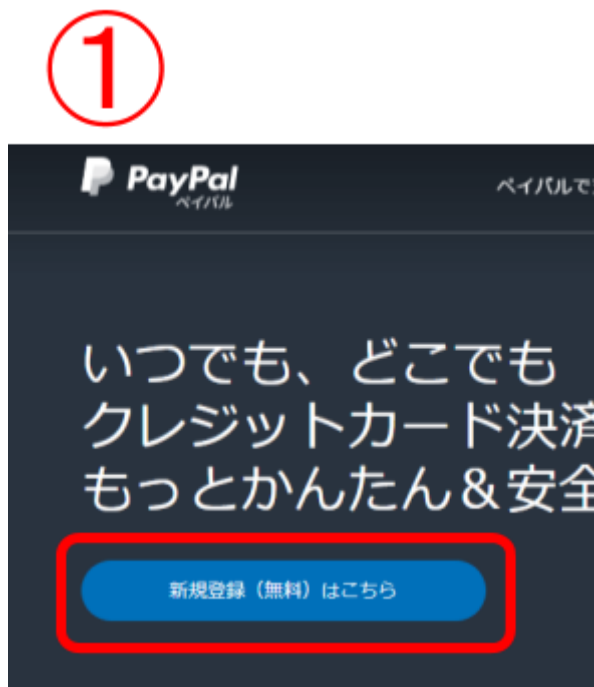 ①
PayPal
ペイパル
ペイパルで
いつでも、どこでも
クレジットカード決済
もっとかんたん＆安全
新規登録（無料）はこちら